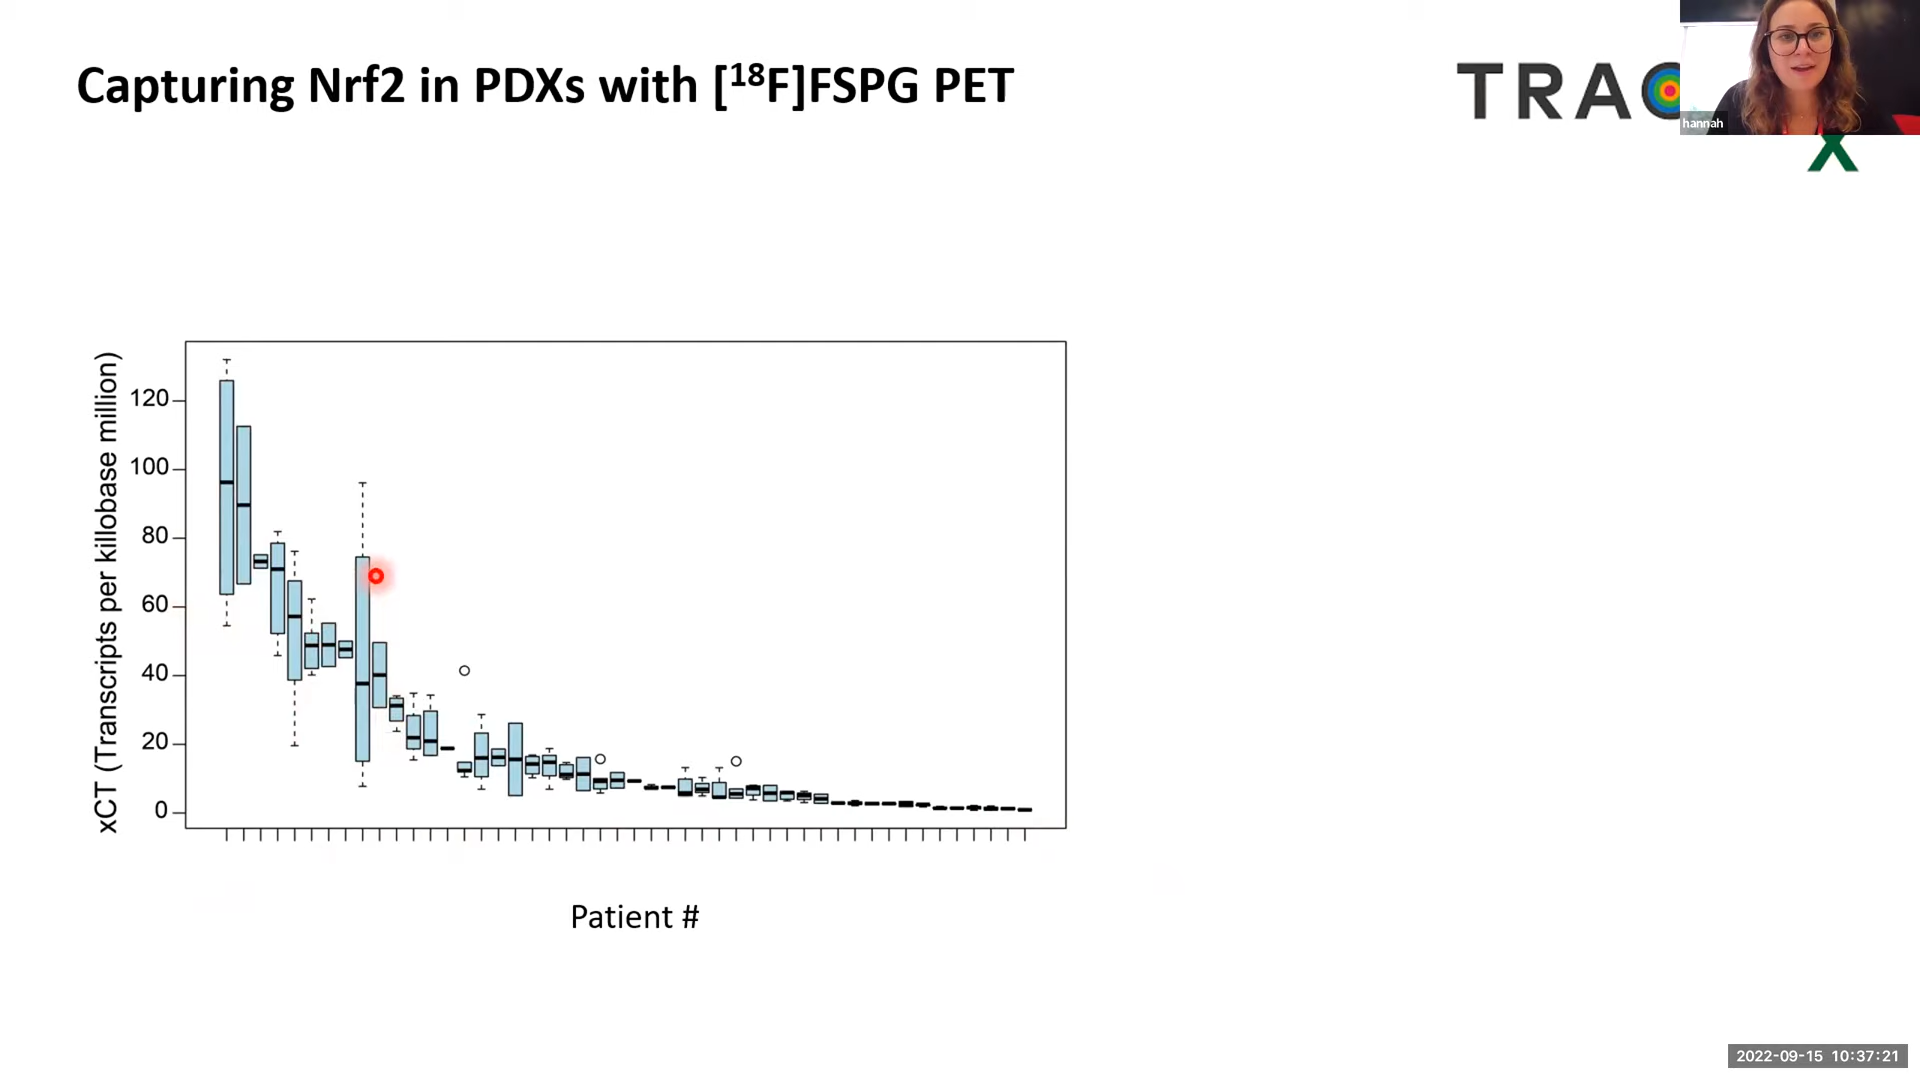 Capturing Nrf2 in PDXs with [¹⁸F]FSPG PET
TRAC
X
hannah
xCT (Transcripts per killobase million)
120
100
80
60
40
20
0
Patient #
2022-09-15 10:37:21